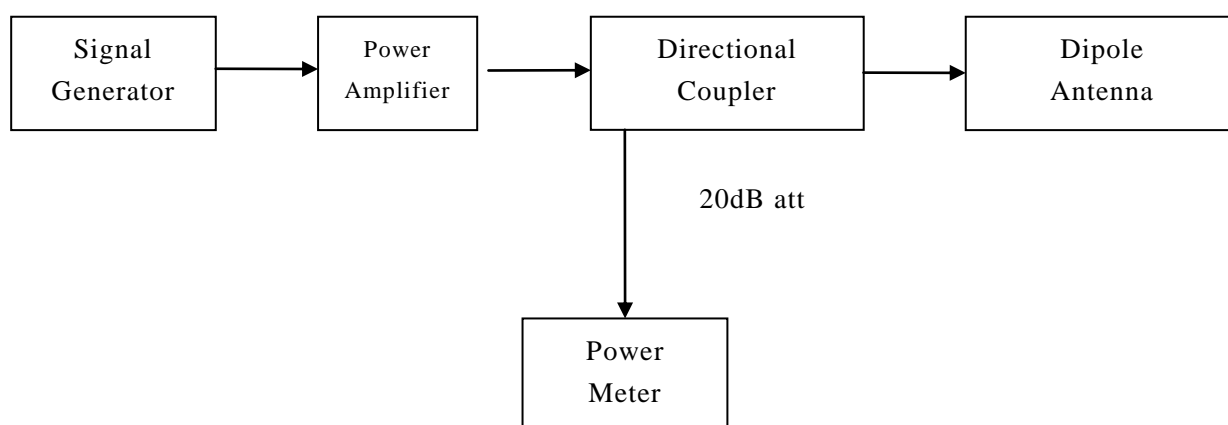 Signal
Generator
Power
Amplifier
Directional
Coupler
Dipole
Antenna
20dB att
Power
Meter